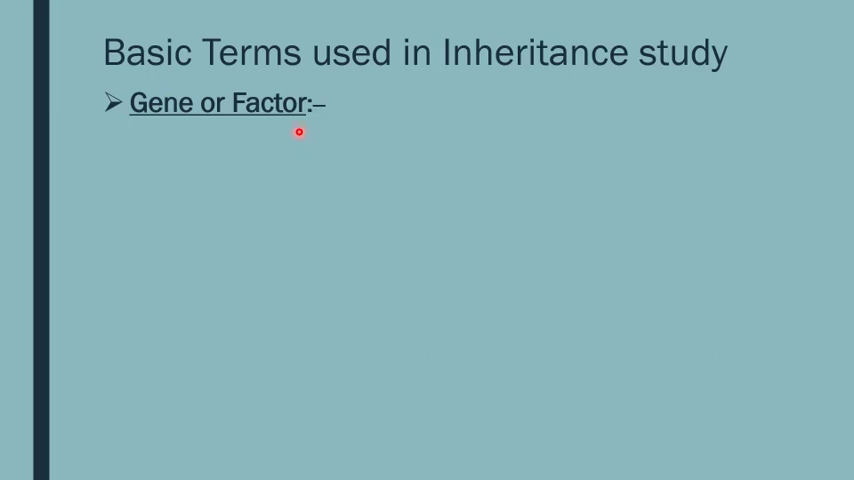 Basic Terms used in Inheritance study
➢ Gene or Factor:–